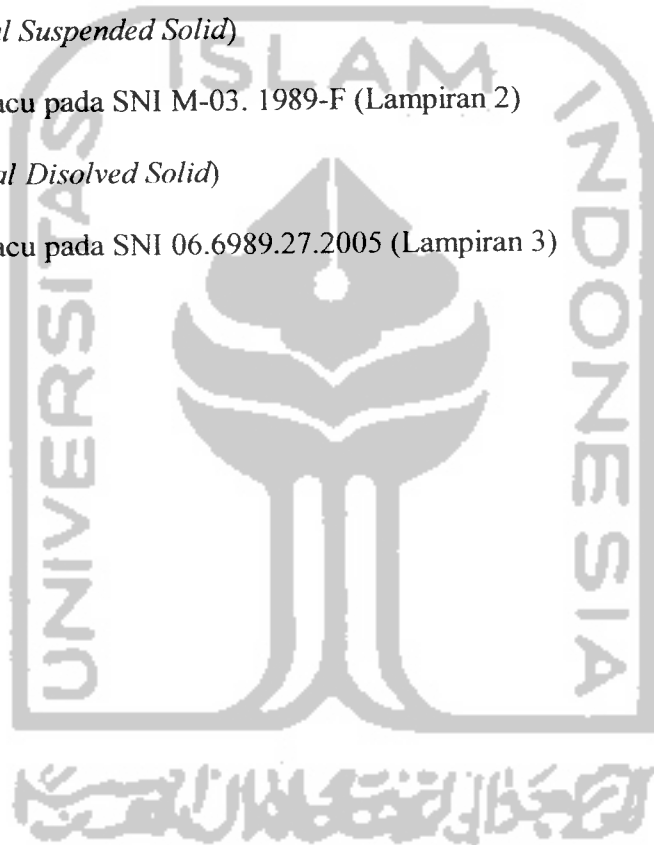 al Suspended Solid)
acu pada SNI M-03. 1989-F (Lampiran 2)
al Disolved Solid)
acu pada SNI 06.6989.27.2005 (Lampiran 3)
UNIVERSITAS
ISLAM
INDONESIA